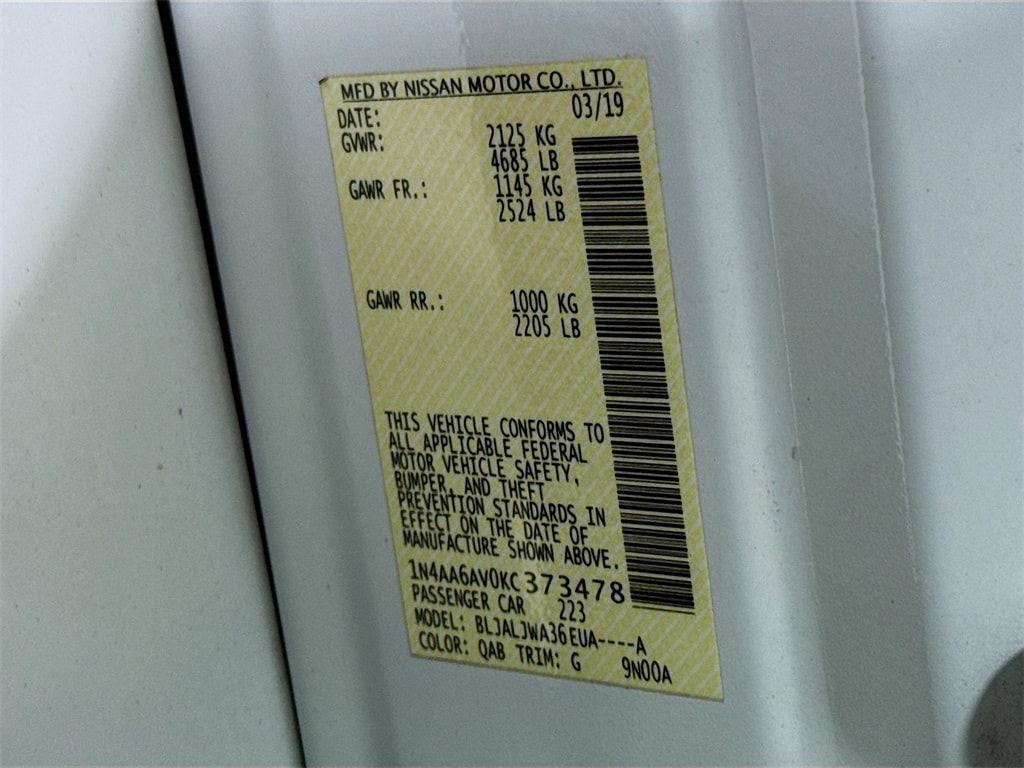 MFD BY NISSAN MOTOR CO., LTD.
DATE: 03/19
GVWR: 2125 KG
4685 LB
GAWR FR.: 1145 KG
2524 LB
GAWR RR.: 1000 KG
2205 LB
THIS VEHICLE CONFORMS TO
ALL APPLICABLE FEDERAL
MOTOR VEHICLE SAFETY,
BUMPER, AND THEFT
PREVENTION STANDARDS IN
EFFECT ON THE DATE OF
MANUFACTURE SHOWN ABOVE.
1N4AA6AV0KC373478
PASSENGER CAR 223
MODEL: BLJALJWA36EUA----A
COLOR: QAB TRIM: G 9N00A